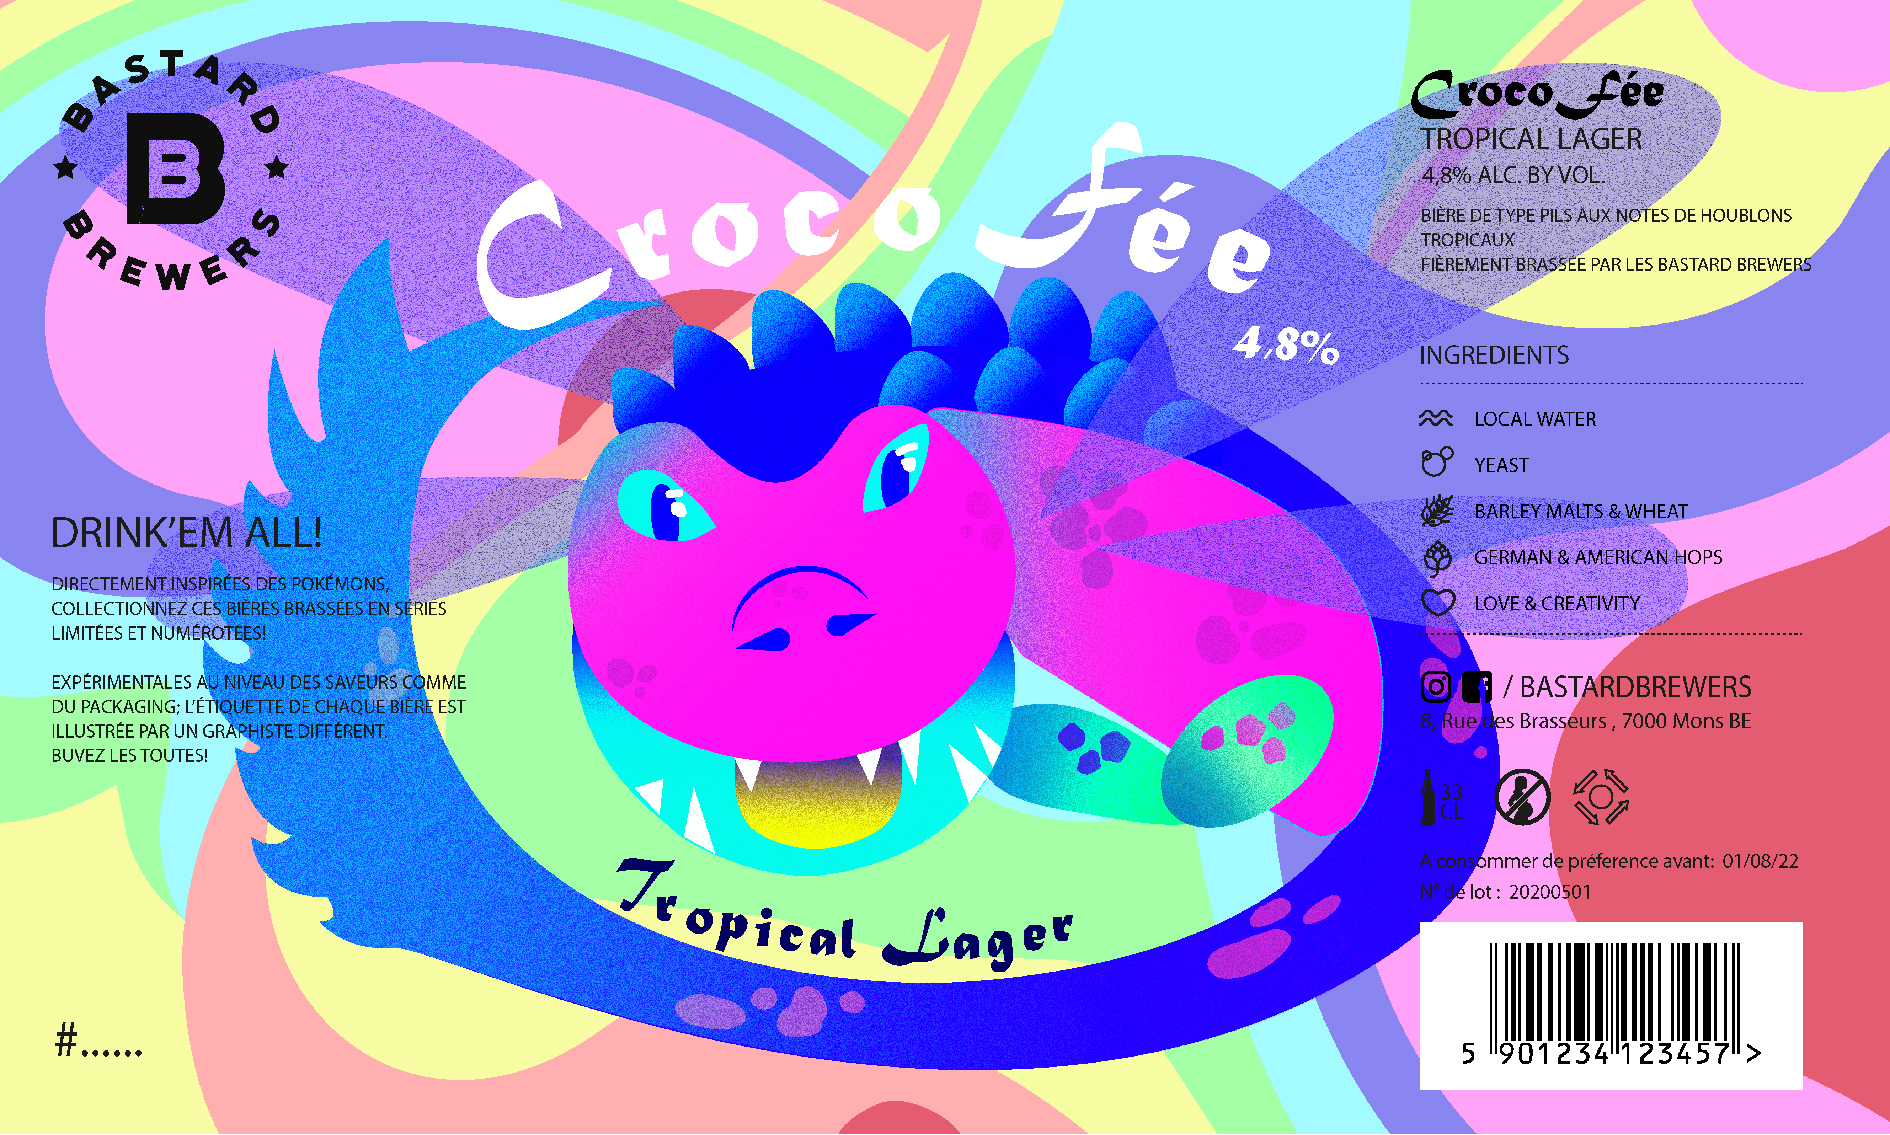 BASTARD
B
BREWERS
Croco Fée
4,8%
Tropical Lager
DRINK’EM ALL!
DIRECTEMENT INSPIRÉES DES POKÉMONS,
COLLECTIONNEZ CES BIÈRES BRASSÉES EN SÉRIES
LIMITÉES ET NUMÉROTEES!
EXPÉRIMENTALES AU NIVEAU DES SAVEURS COMME
DU PACKAGING; L’ÉTIQUETTE DE CHAQUE BIÈRE EST
ILLUSTRÉE PAR UN GRAPHISTE DIFFÉRENT.
BUVEZ LES TOUTES!
#......
Croco Fée
TROPICAL LAGER
4,8% ALC. BY VOL.
BIÈRE DE TYPE PILS AUX NOTES DE HOUBLONS
TROPICAUX
FIÈREMENT BRASSÉE PAR LES BASTARD BREWERS
INGREDIENTS
LOCAL WATER
YEAST
BARLEY MALTS & WHEAT
GERMAN & AMERICAN HOPS
LOVE & CREATIVITY
/ BASTARDBREWERS
8, Rue des Brasseurs , 7000 Mons BE
33
CL
A consommer de préference avant: 01/08/22
N° de lot : 20200501
5 901234 123457 >